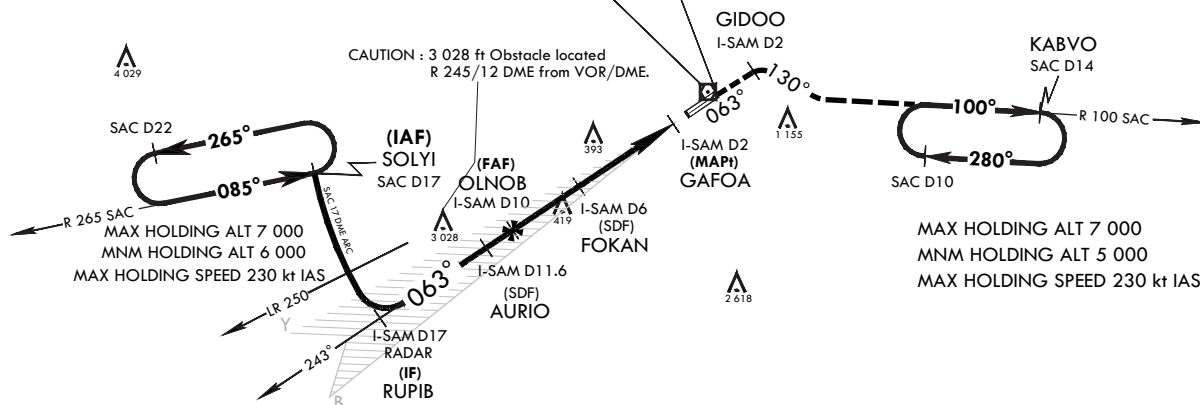 GIDOO
I-SAM D2
KABVO
SAC D14
4 029
CAUTION : 3 028 ft Obstacle located
R 245/12 DME from VOR/DME.
130°
063°
1 155
100°
R 100 SAC
280°
SAC D10
SAC D22
265°
085°
(IAF)
SOLYI
SAC D17
393
I-SAM D2
(MAPt)
GAFOA
(FAF)
OLNOB
I-SAM D10
R 265 SAC
SAC 17 DME ARC
MAX HOLDING ALT 7 000
MNM HOLDING ALT 6 000
MAX HOLDING SPEED 230 kt IAS
3 028
419
I-SAM D6
(SDF)
FOKAN
MAX HOLDING ALT 7 000
MNM HOLDING ALT 5 000
MAX HOLDING SPEED 230 kt IAS
063°
I-SAM D11.6
(SDF)
AURIO
2 618
LR 250
Y
243°
I-SAM D17
RADAR
(IF)
RUPIB
B